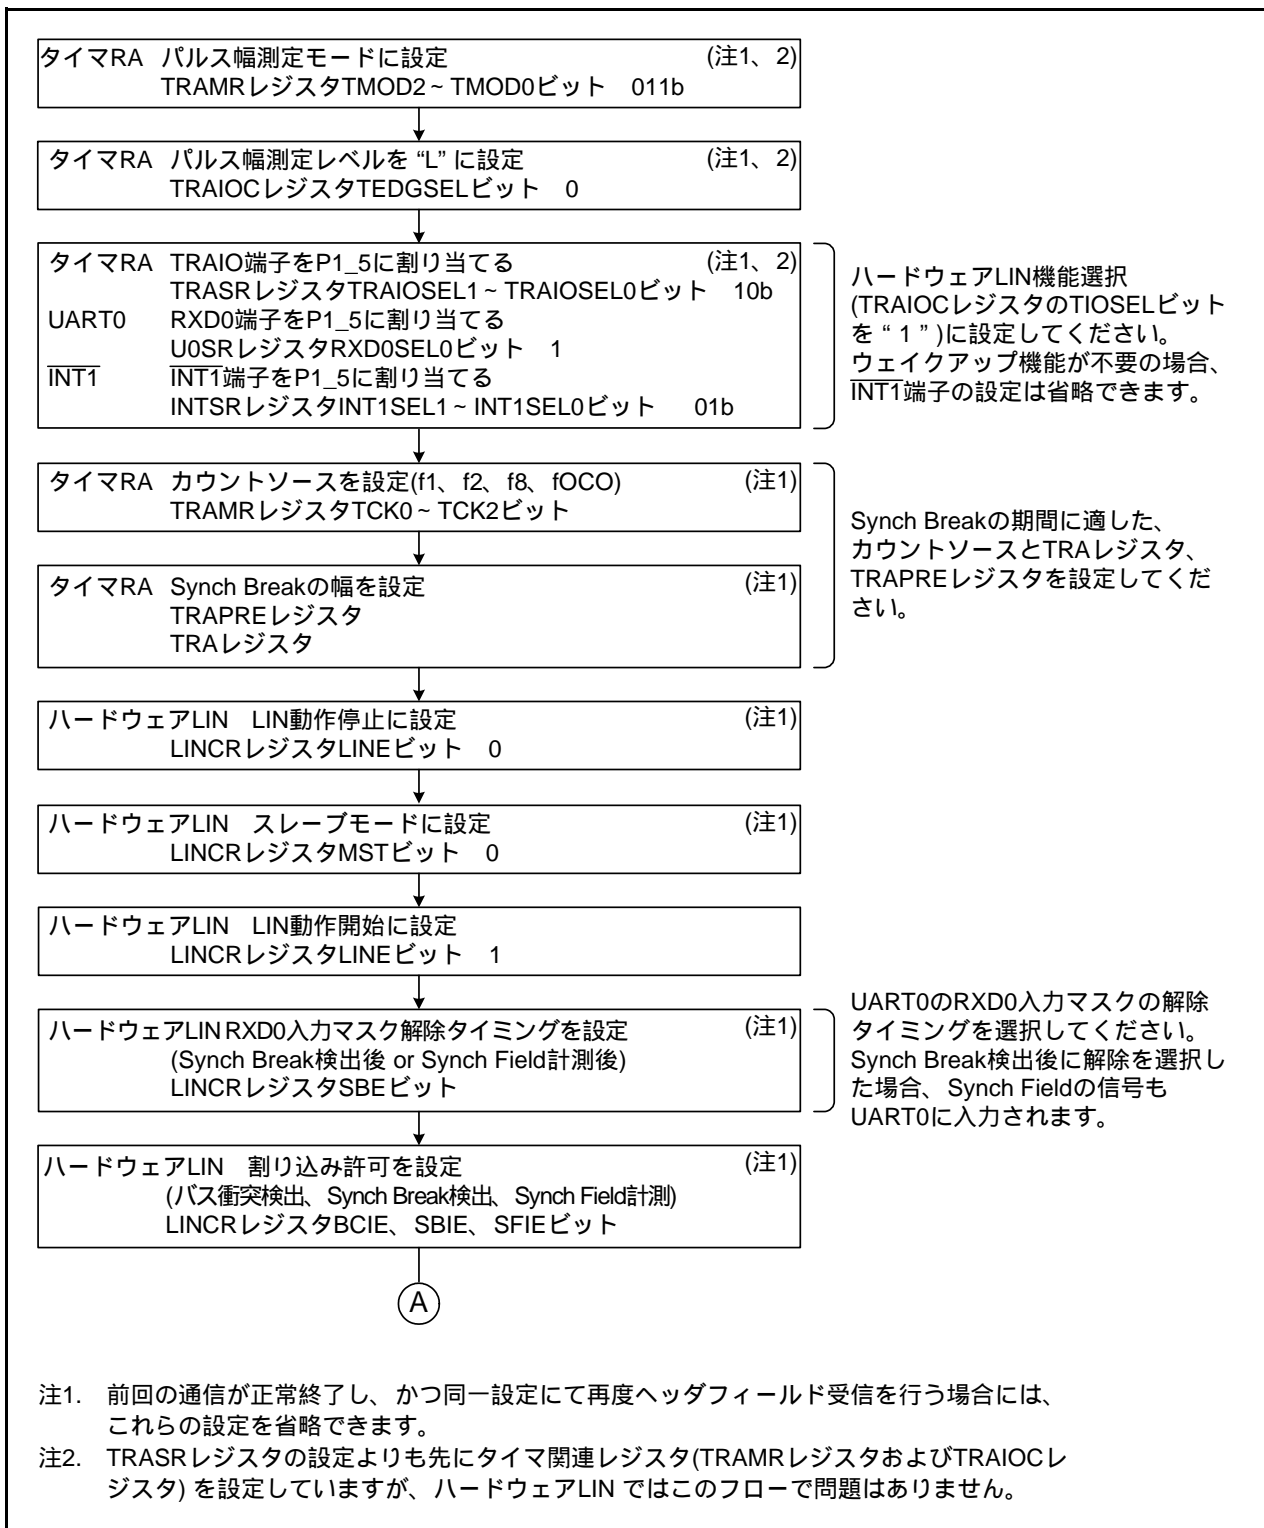 タイマRA パルス幅測定モードに設定 (注1、2)
TRAMRレジスタTMOD2~TMOD0ビット 011b
タイマRA パルス幅測定レベルを “L” に設定 (注1、2)
TRAIOCレジスタTEDGSELビット 0
タイマRA TRAIO端子をP1_5に割り当てる (注1、2)
TRASRレジスタTRAIOSEL1~TRAIOSEL0ビット 10b
UART0 RXD0端子をP1_5に割り当てる
U0SRレジスタRXD0SEL0ビット 1
INT1 INT1端子をP1_5に割り当てる
INTSRレジスタINT1SEL1~INT1SEL0ビット 01b
ハードウェアLIN機能選択
(TRAIOCレジスタのTIOSELビット
を “ 1 ” )に設定してください。
ウェイクアップ機能が不要の場合、
INT1端子の設定は省略できます。
タイマRA カウントソースを設定(f1、f2、f8、fOCO) (注1)
TRAMRレジスタTCK0~TCK2ビット
タイマRA Synch Breakの幅を設定 (注1)
TRAPREレジスタ
TRAレジスタ
Synch Breakの期間に適した、
カウントソースとTRAレジスタ、
TRAPREレジスタを設定してくだ
さい。
ハードウェアLIN LIN動作停止に設定 (注1)
LINCRレジスタLINEビット 0
ハードウェアLIN スレーブモードに設定 (注1)
LINCRレジスタMSTビット 0
ハードウェアLIN LIN動作開始に設定
LINCRレジスタLINEビット 1
ハードウェアLIN RXD0入力マスク解除タイミングを設定 (注1)
(Synch Break検出後 or Synch Field計測後)
LINCRレジスタSBEビット
UART0のRXD0入力マスクの解除
タイミングを選択してください。
Synch Break検出後に解除を選択し
た場合、Synch Fieldの信号も
UART0に入力されます。
ハードウェアLIN 割り込み許可を設定 (注1)
(バス衝突検出、Synch Break検出、Synch Field計測)
LINCRレジスタBCIE、SBIE、SFIEビット
A
注1. 前回の通信が正常終了し、かつ同一設定にて再度ヘッダフィールド受信を行う場合には、
これらの設定を省略できます。
注2. TRASRレジスタの設定よりも先にタイマ関連レジスタ(TRAMRレジスタおよびTRAIOCレ
ジスタ) を設定していますが、ハードウェアLIN ではこのフローで問題はありません。